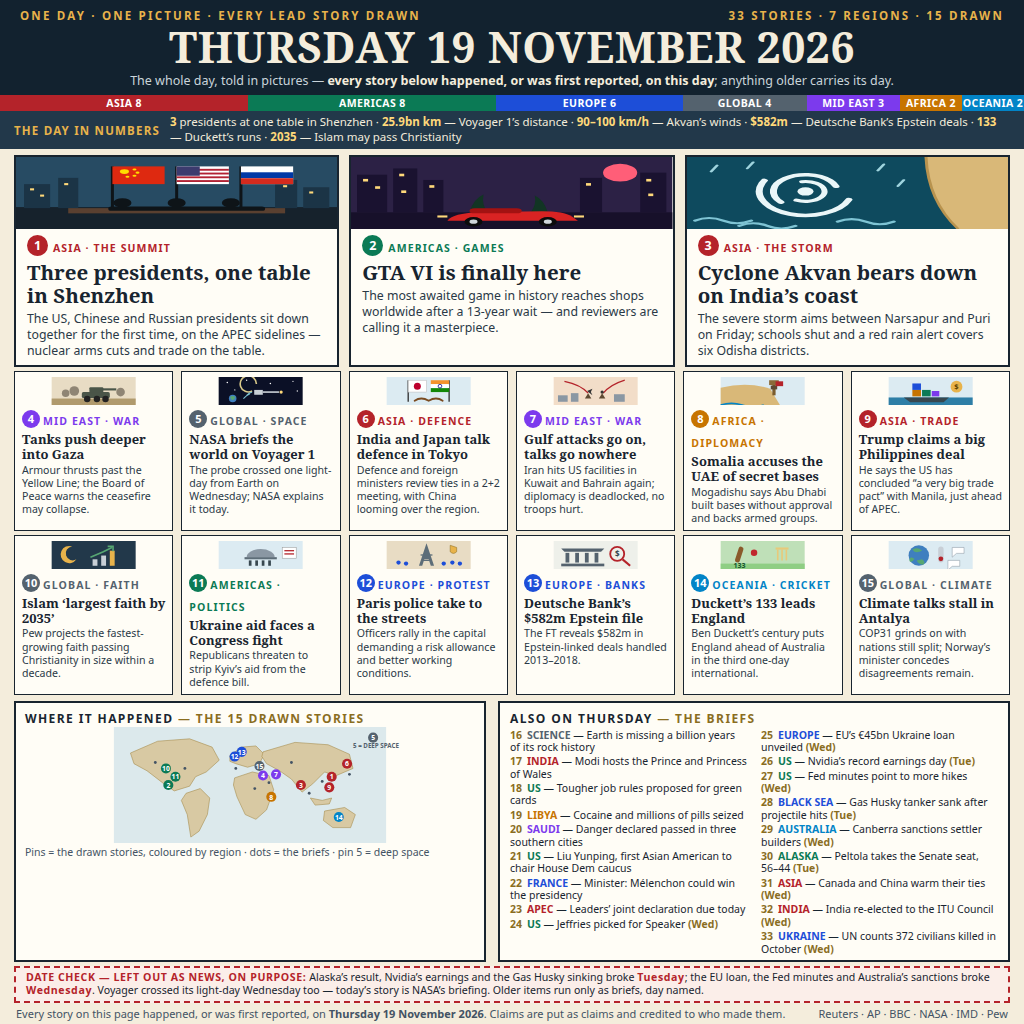 ONE DAY · ONE PICTURE · EVERY LEAD STORY DRAWN
33 STORIES · 7 REGIONS · 15 DRAWN
THURSDAY 19 NOVEMBER 2026
The whole day, told in pictures — every story below happened, or was first reported, on this day; anything older carries its day.
ASIA 8
AMERICAS 8
EUROPE 6
GLOBAL 4
MID EAST 3
AFRICA 2
OCEANIA 2
THE DAY IN NUMBERS
3 presidents at one table in Shenzhen · 25.9bn km — Voyager 1's distance · 90–100 km/h — Akvan's winds · $582m — Deutsche Bank's Epstein deals · 133
— Duckett's runs · 2035 — Islam may pass Christianity
1 ASIA · THE SUMMIT
Three presidents, one table
in Shenzhen
The US, Chinese and Russian presidents sit down
together for the first time, on the APEC sidelines —
nuclear arms cuts and trade on the table.
2 AMERICAS · GAMES
GTA VI is finally here
The most awaited game in history reaches shops
worldwide after a 13-year wait — and reviewers are
calling it a masterpiece.
3 ASIA · THE STORM
Cyclone Akvan bears down
on India's coast
The severe storm aims between Narsapur and Puri
on Friday; schools shut and a red rain alert covers
six Odisha districts.
4 MID EAST · WAR
Tanks push deeper
into Gaza
Armour thrusts past the
Yellow Line; the Board of
Peace warns the ceasefire
may collapse.
5 GLOBAL · SPACE
NASA briefs the
world on Voyager 1
The probe crossed one light-
day from Earth on
Wednesday; NASA explains
it today.
6 ASIA · DEFENCE
India and Japan talk
defence in Tokyo
Defence and foreign
ministers review ties in a 2+2
meeting, with China
looming over the region.
7 MID EAST · WAR
Gulf attacks go on,
talks go nowhere
Iran hits US facilities in
Kuwait and Bahrain again;
diplomacy is deadlocked, no
troops hurt.
8 AFRICA ·
DIPLOMACY
Somalia accuses the
UAE of secret bases
Mogadishu says Abu Dhabi
built bases without approval
and backs armed groups.
$
9 ASIA · TRADE
Trump claims a big
Philippines deal
He says the US has
concluded “a very big trade
pact” with Manila, just ahead
of APEC.
10 GLOBAL · FAITH
Islam ‘largest faith by
2035’
Pew projects the fastest-
growing faith passing
Christianity in size within a
decade.
11 AMERICAS ·
POLITICS
Ukraine aid faces a
Congress fight
Republicans threaten to
strip Kyiv's aid from the
defence bill.
12 EUROPE · PROTEST
Paris police take to
the streets
Officers rally in the capital
demanding a risk allowance
and better working
conditions.
$
13 EUROPE · BANKS
Deutsche Bank's
$582m Epstein file
The FT reveals $582m in
Epstein-linked deals handled
2013–2018.
133
14 OCEANIA · CRICKET
Duckett's 133 leads
England
Ben Duckett's century puts
England ahead of Australia
in the third one-day
international.
15 GLOBAL · CLIMATE
Climate talks stall in
Antalya
COP31 grinds on with
nations still split; Norway's
minister concedes
disagreements remain.
WHERE IT HAPPENED — THE 15 DRAWN STORIES
5
5 = DEEP SPACE
13
12
10
15
6
11
4
7
1
2
3
9
8
14
Pins = the drawn stories, coloured by region · dots = the briefs · pin 5 = deep space
ALSO ON THURSDAY — THE BRIEFS
16 SCIENCE — Earth is missing a billion years
of its rock history
17 INDIA — Modi hosts the Prince and Princess
of Wales
18 US — Tougher job rules proposed for green
cards
19 LIBYA — Cocaine and millions of pills seized
20 SAUDI — Danger declared passed in three
southern cities
21 US — Liu Yunping, first Asian American to
chair House Dem caucus
22 FRANCE — Minister: Mélenchon could win
the presidency
23 APEC — Leaders' joint declaration due today
24 US — Jeffries picked for Speaker (Wed)
25 EUROPE — EU's €45bn Ukraine loan
unveiled (Wed)
26 US — Nvidia's record earnings day (Tue)
27 US — Fed minutes point to more hikes
(Wed)
28 BLACK SEA — Gas Husky tanker sank after
projectile hits (Tue)
29 AUSTRALIA — Canberra sanctions settler
builders (Wed)
30 ALASKA — Peltola takes the Senate seat,
56–44 (Tue)
31 ASIA — Canada and China warm their ties
(Wed)
32 INDIA — India re-elected to the ITU Council
(Wed)
33 UKRAINE — UN counts 372 civilians killed in
October (Wed)
DATE CHECK — LEFT OUT AS NEWS, ON PURPOSE: Alaska's result, Nvidia's earnings and the Gas Husky sinking broke Tuesday; the EU loan, the Fed minutes and Australia's sanctions broke
Wednesday. Voyager crossed its light-day Wednesday too — today's story is NASA's briefing. Older items run only as briefs, day named.
Every story on this page happened, or was first reported, on Thursday 19 November 2026. Claims are put as claims and credited to who made them.
Reuters · AP · BBC · NASA · IMD · Pew